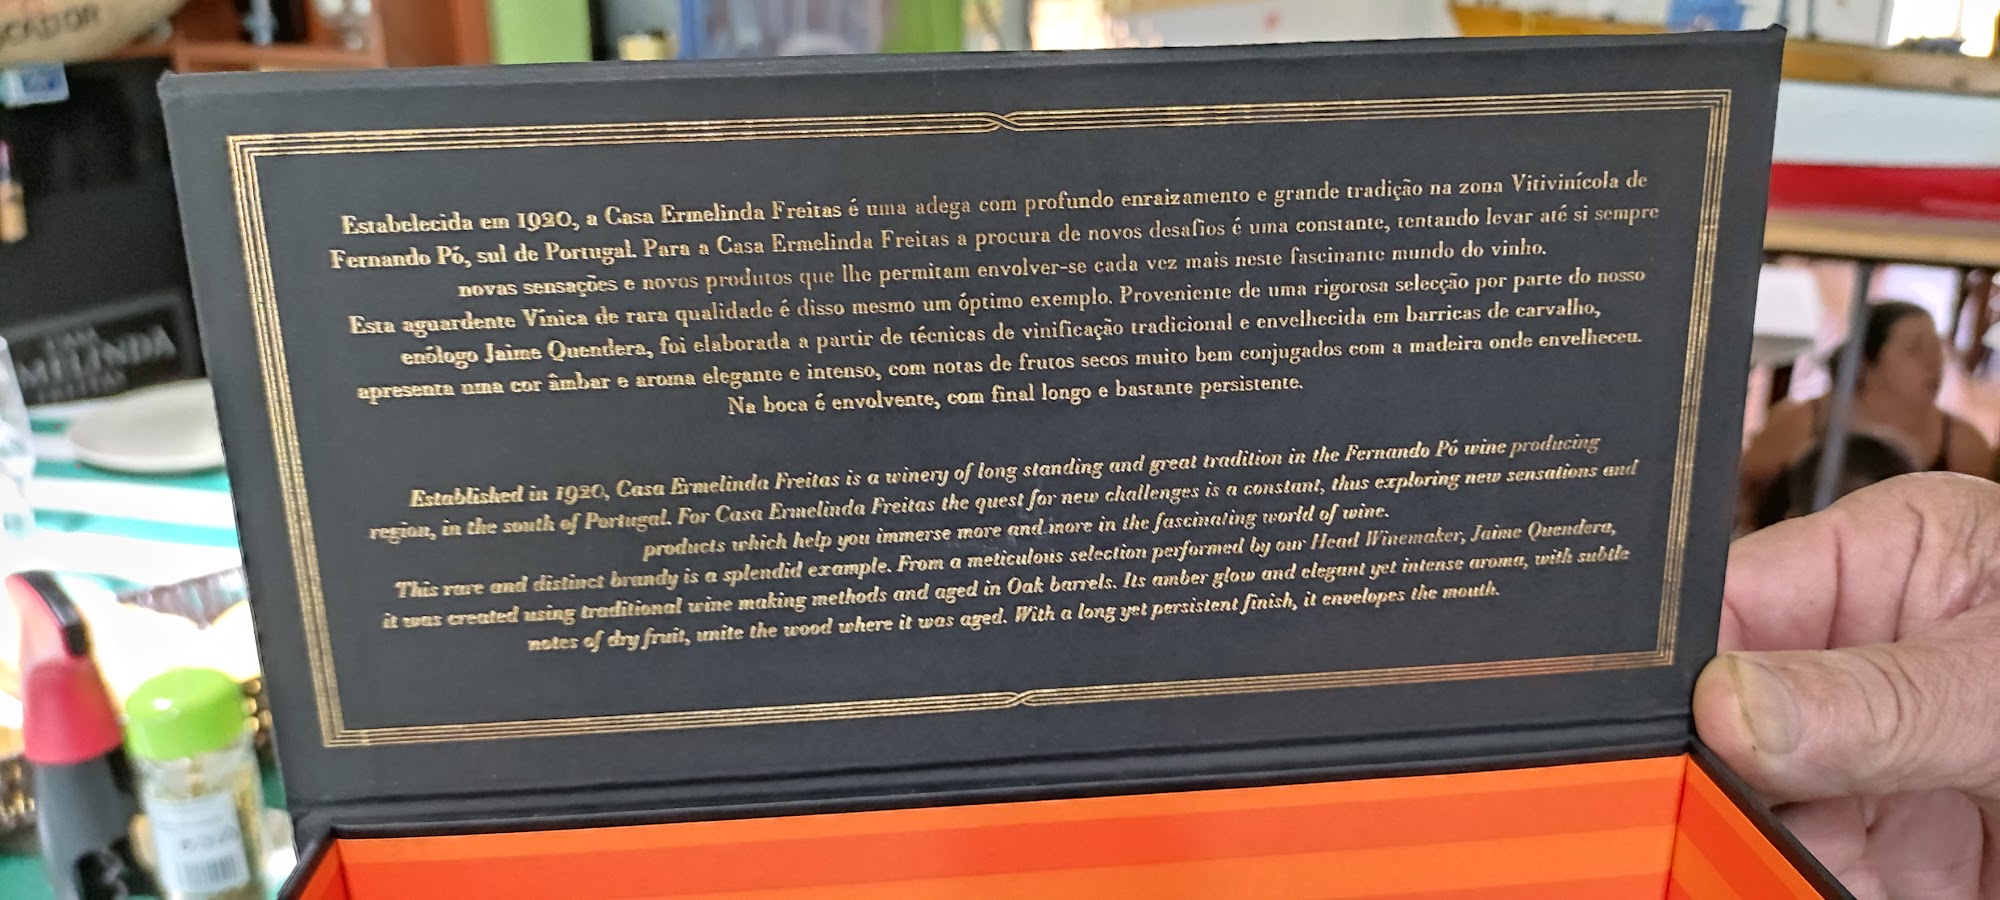 CADOR
Estabelecida em 1920, a Casa Ermelinda Freitas é uma adega com profundo enraizamento e grande tradição na zona Vitivinícola de
Fernando Pó, sul de Portugal. Para a Casa Ermelinda Freitas a procura de novos desafios é uma constante, tentando levar até si sempre
novas sensações e novos produtos que lhe permitam envolver-se cada vez mais neste fascinante mundo do vinho.
Esta aguardente Vínica de rara qualidade é disso mesmo um óptimo exemplo. Proveniente de uma rigorosa selecção por parte do nosso
enólogo Jaime Quendera, foi elaborada a partir de técnicas de vinificação tradicional e envelhecida em barricas de carvalho,
apresenta uma cor âmbar e aroma elegante e intenso, com notas de frutos secos muito bem conjugados com a madeira onde envelheceu.
Na boca é envolvente, com final longo e bastante persistente.
Established in 1920, Casa Ermelinda Freitas is a winery of long standing and great tradition in the Fernando Pó wine producing
region, in the south of Portugal. For Casa Ermelinda Freitas the quest for new challenges is a constant, thus exploring new sensations and
products which help you immerse more and more in the fascinating world of wine.
This rare and distinct brandy is a splendid example. From a meticulous selection performed by our Head Winemaker, Jaime Quendera,
it was created using traditional wine making methods and aged in Oak barrels. Its amber glow and elegant yet intense aroma, with subtle
notes of dry fruit, unite the wood where it was aged. With a long yet persistent finish, it envelopes the mouth.
CASA
MELINDA
FREITAS